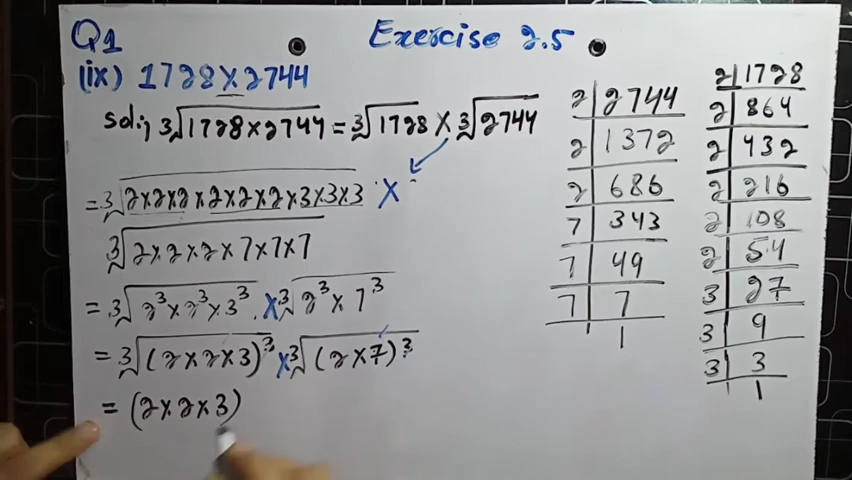 Q1 Exercise 2.5
(ix) 1728 × 2744
Sol:, ∛1728×2744 = ∛1728 × ∛2744
= ∛2×2×2×2×2×2×3×3×3 ×
∛2×2×2×7×7×7
= ∛2³×2³×3³ × ∛2³×7³
= ∛(2×2×3)³ × ∛(2×7)³
= (2×2×3)
2 | 2744
2 | 1372
2 | 686
7 | 343
7 | 49
7 | 7
1
2 | 1728
2 | 864
2 | 432
2 | 216
2 | 108
2 | 54
3 | 27
3 | 9
3 | 3
1